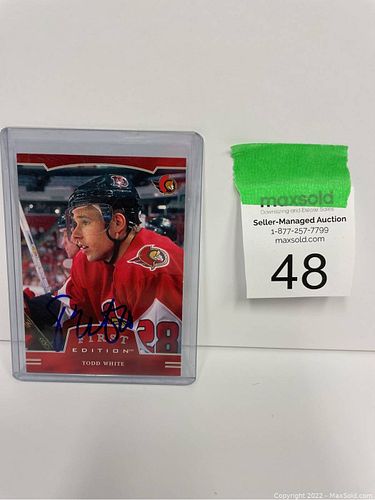 FIRST
EDITION
TODD WHITE
28
maxsold
Downsizing and Estate Sales
Seller-Managed Auction
1-877-257-7799
maxsold.com
48
Copyright 2022 - MaxSold.com